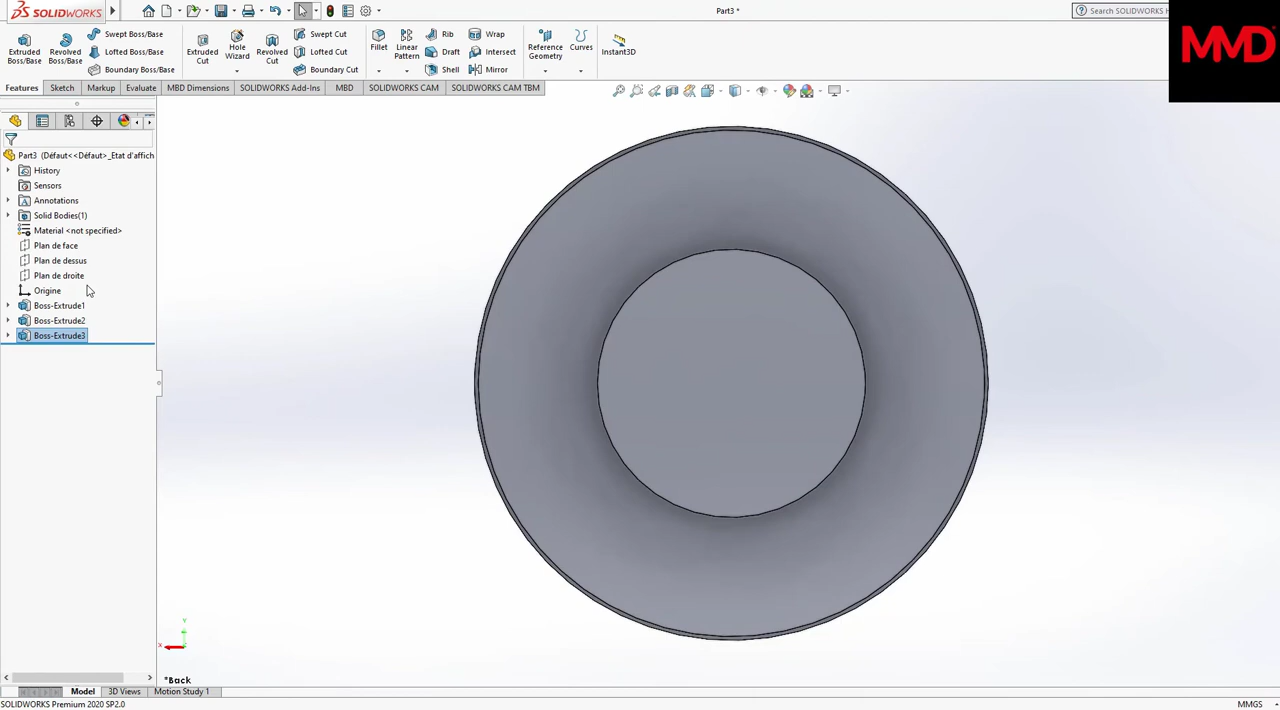 SOLIDWORKS
Part3 *
Search SOLIDWORKS H
MMD
Extruded Boss/Base
Revolved Boss/Base
Swept Boss/Base
Lofted Boss/Base
Boundary Boss/Base
Extruded Cut
Hole Wizard
Revolved Cut
Swept Cut
Lofted Cut
Boundary Cut
Fillet
Linear Pattern
Rib
Draft
Shell
Wrap
Intersect
Mirror
Reference Geometry
Curves
Instant3D
Features
Sketch
Markup
Evaluate
MBD Dimensions
SOLIDWORKS Add-Ins
MBD
SOLIDWORKS CAM
SOLIDWORKS CAM TBM
Part3 (Défaut<<Défaut>_Etat d'affich
History
Sensors
Annotations
Solid Bodies(1)
Material <not specified>
Plan de face
Plan de dessus
Plan de droite
Origine
Boss-Extrude1
Boss-Extrude2
Boss-Extrude3
Y
X
*Back
Model
3D Views
Motion Study 1
SOLIDWORKS Premium 2020 SP2.0
MMGS